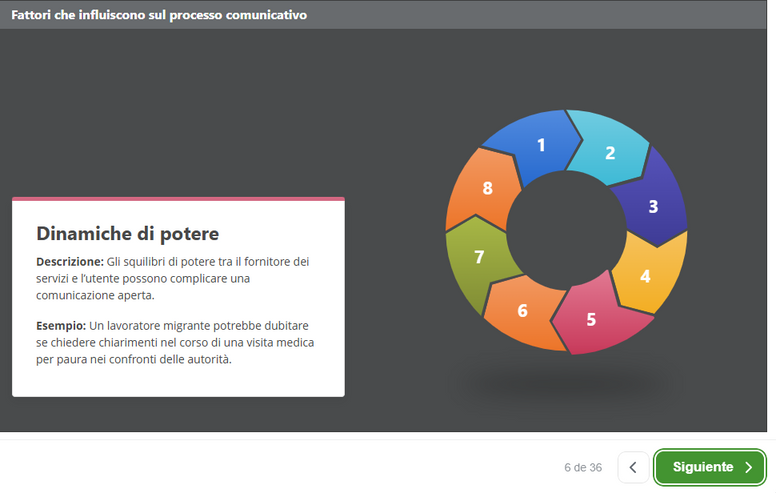 Fattori che influiscono sul processo comunicativo
1
2
3
4
5
6
7
8
Dinamiche di potere
Descrizione: Gli squilibri di potere tra il fornitore dei
servizi e l'utente possono complicare una
comunicazione aperta.
Esempio: Un lavoratore migrante potrebbe dubitare
se chiedere chiarimenti nel corso di una visita medica
per paura nei confronti delle autorità.
6 de 36
Siguiente